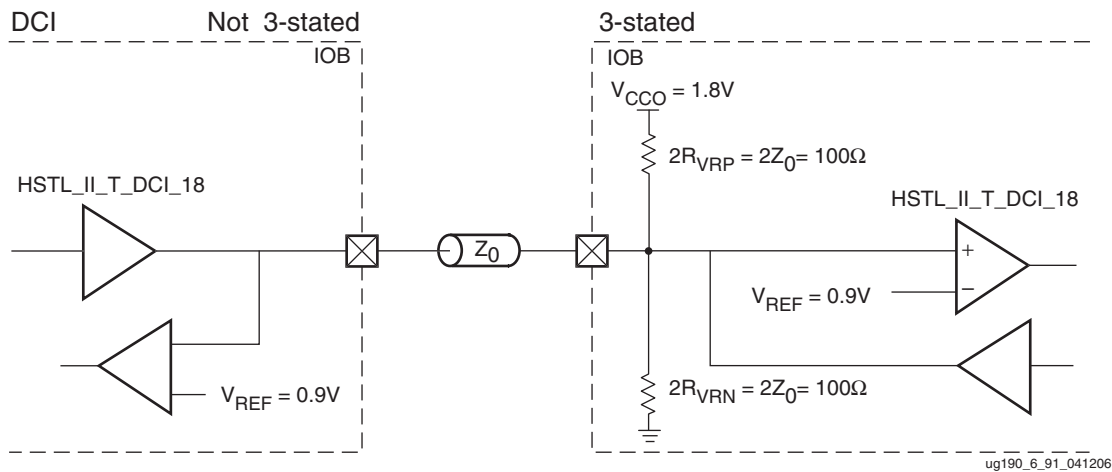 DCI
Not 3-stated
3-stated
IOB
IOB
VCCO = 1.8V
2RVRP = 2Z0= 100Ω
HSTL_II_T_DCI_18
HSTL_II_T_DCI_18
Z0
+
−
VREF = 0.9V
VREF = 0.9V
2RVRN = 2Z0= 100Ω
ug190_6_91_041206